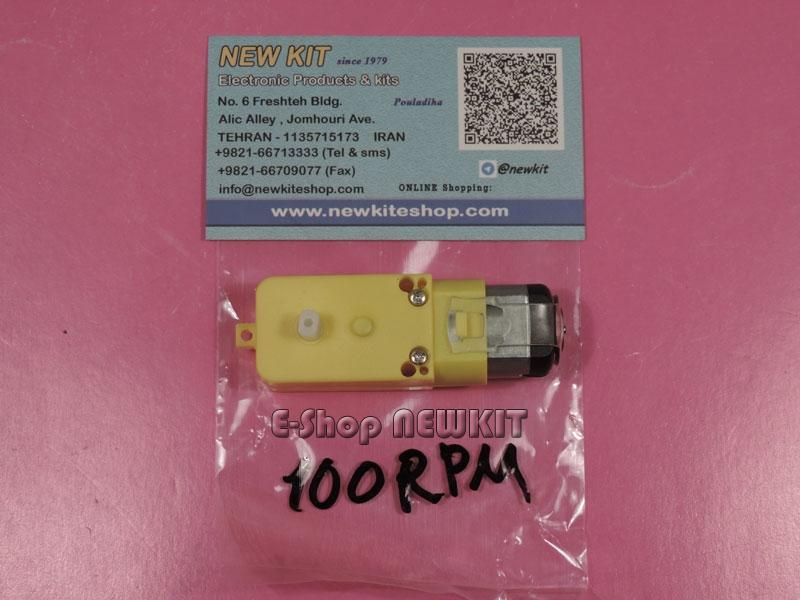 NEW KIT since 1979
Electronic Products & kits
No. 6 Freshteh Bldg. Pouladiha
Alic Alley , Jomhouri Ave.
TEHRAN - 1135715173 IRAN
+9821-66713333 (Tel & sms)
+9821-66709077 (Fax)
@newkit
info@newkiteshop.com ONLINE Shopping:
www.newkiteshop.com
E-Shop NEWKIT
100RPM